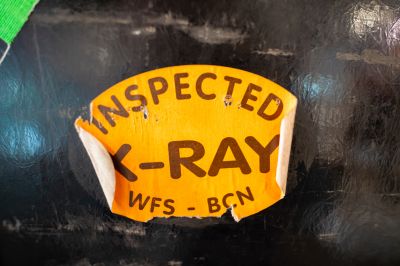 INSPECTED
X-RAY
WFS - BCN